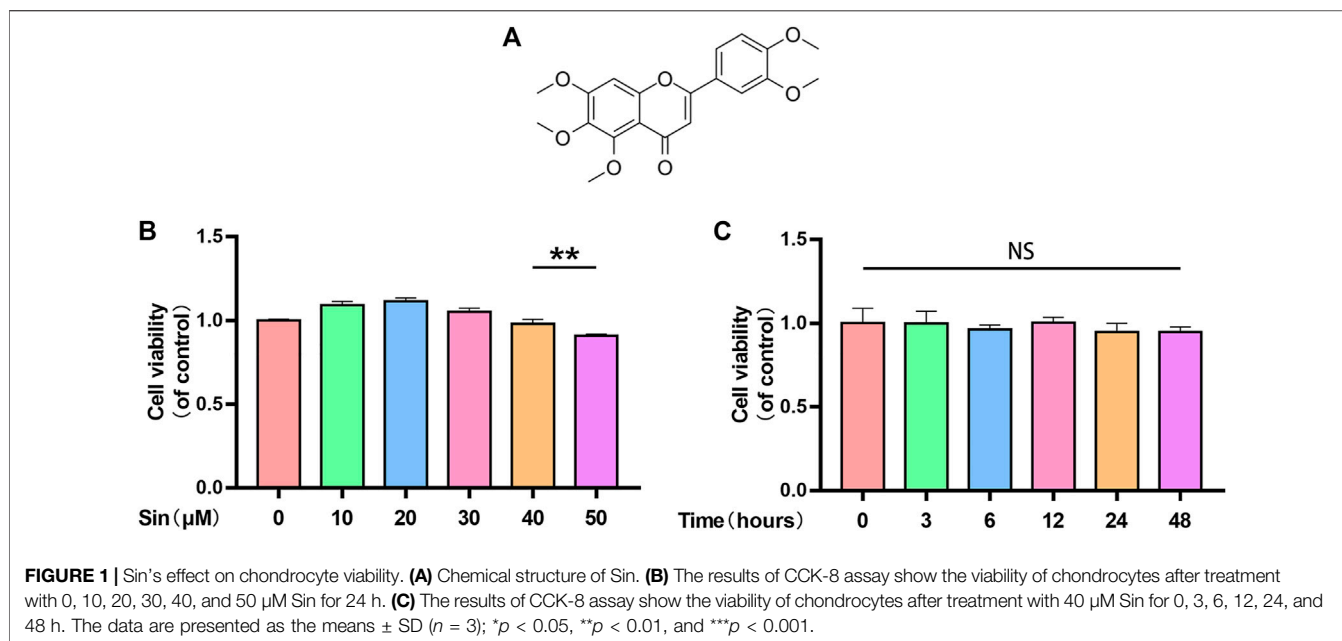 A
O
O
O
O
O
O
O
B
1.5
**
1.0
0.5
0.0
Cell viability
(of control)
Sin(μM) 0 10 20 30 40 50
C
1.5
NS
1.0
0.5
0.0
Cell viability
(of control)
Time(hours) 0 3 6 12 24 48
FIGURE 1 | Sin's effect on chondrocyte viability. (A) Chemical structure of Sin. (B) The results of CCK-8 assay show the viability of chondrocytes after treatment
with 0, 10, 20, 30, 40, and 50 μM Sin for 24 h. (C) The results of CCK-8 assay show the viability of chondrocytes after treatment with 40 μM Sin for 0, 3, 6, 12, 24, and
48 h. The data are presented as the means ± SD (n = 3); *p < 0.05, **p < 0.01, and ***p < 0.001.